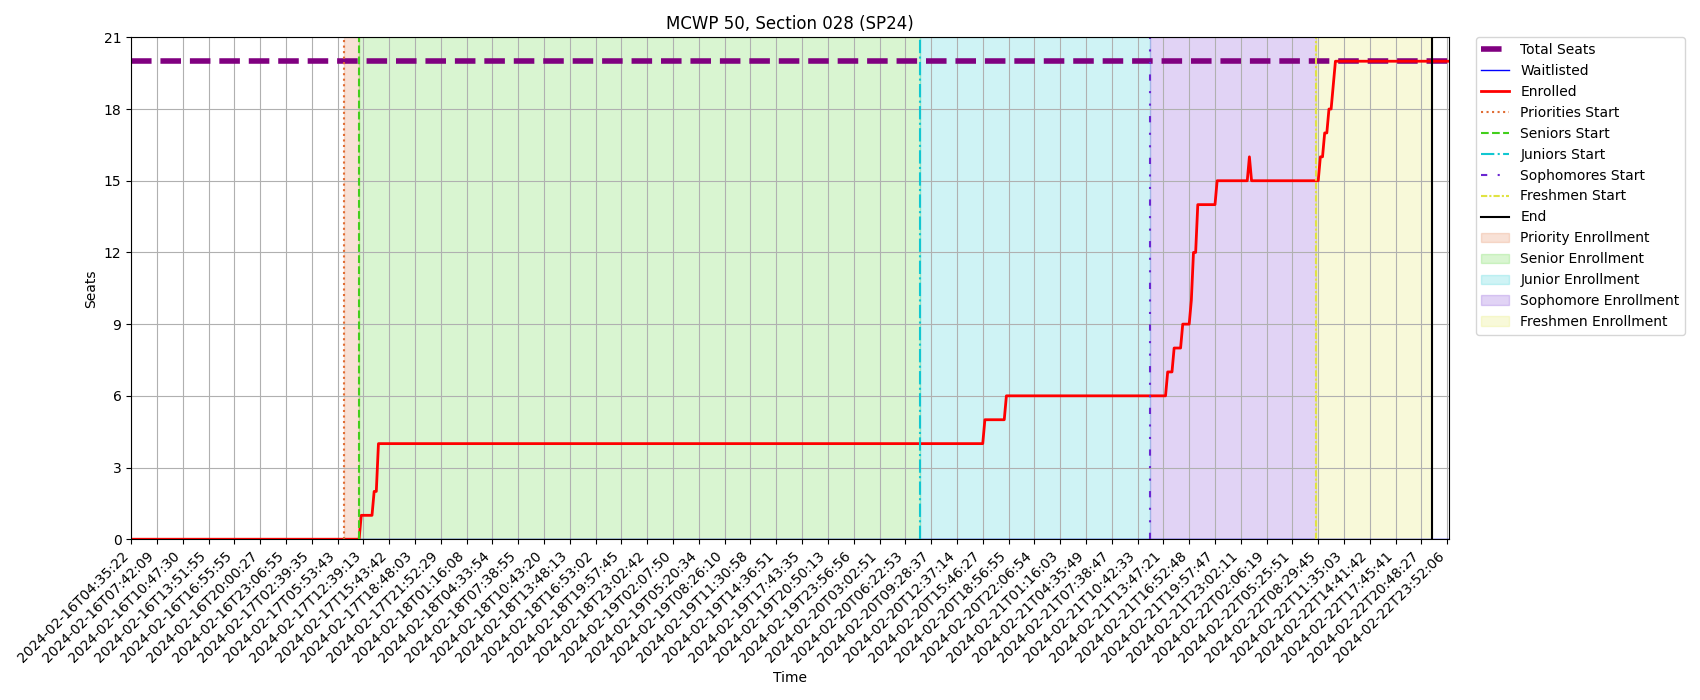 MCWP 50, Section 028 (SP24)
21
18
15
12
9
6
3
0
Seats
2024-02-16T04:35:22
2024-02-16T07:42:09
2024-02-16T10:47:30
2024-02-16T13:51:55
2024-02-16T16:55:55
2024-02-16T20:00:27
2024-02-16T23:06:55
2024-02-17T02:39:35
2024-02-17T05:53:43
2024-02-17T12:39:13
2024-02-17T15:43:42
2024-02-17T18:48:03
2024-02-17T21:52:29
2024-02-18T01:16:08
2024-02-18T04:33:54
2024-02-18T07:38:55
2024-02-18T10:43:20
2024-02-18T13:48:13
2024-02-18T16:53:02
2024-02-18T19:57:45
2024-02-18T23:02:42
2024-02-19T02:07:50
2024-02-19T05:20:34
2024-02-19T08:26:10
2024-02-19T11:30:58
2024-02-19T14:36:51
2024-02-19T17:43:35
2024-02-19T20:50:13
2024-02-19T23:56:56
2024-02-20T03:02:51
2024-02-20T06:22:53
2024-02-20T09:28:37
2024-02-20T12:37:14
2024-02-20T15:46:27
2024-02-20T18:56:55
2024-02-20T22:06:54
2024-02-21T01:16:03
2024-02-21T04:35:49
2024-02-21T07:38:47
2024-02-21T10:42:33
2024-02-21T13:47:21
2024-02-21T16:52:48
2024-02-21T19:57:47
2024-02-21T23:02:11
2024-02-22T02:06:19
2024-02-22T05:25:51
2024-02-22T08:29:45
2024-02-22T11:35:03
2024-02-22T14:41:42
2024-02-22T17:45:41
2024-02-22T20:48:27
2024-02-22T23:52:06
Time
Total Seats
Waitlisted
Enrolled
Priorities Start
Seniors Start
Juniors Start
Sophomores Start
Freshmen Start
End
Priority Enrollment
Senior Enrollment
Junior Enrollment
Sophomore Enrollment
Freshmen Enrollment